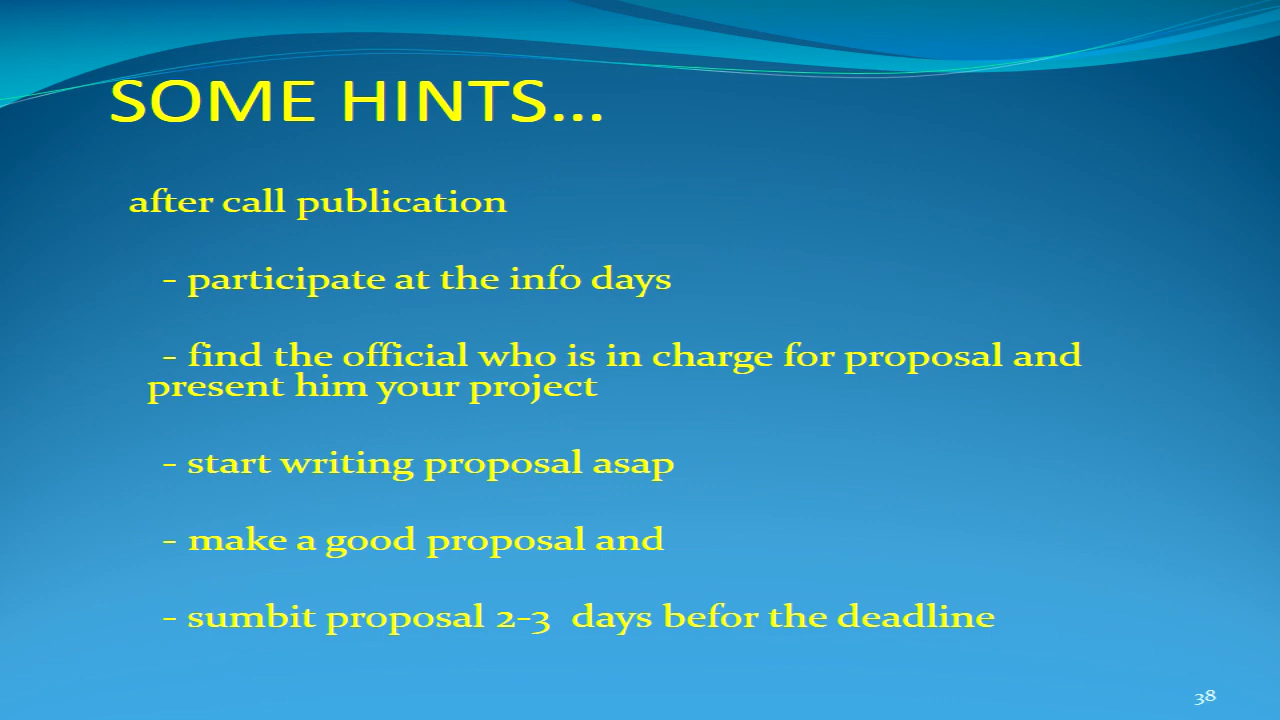 SOME HINTS...
after call publication
- participate at the info days
- find the official who is in charge for proposal and
present him your project
- start writing proposal asap
- make a good proposal and
- sumbit proposal 2-3 days befor the deadline
38